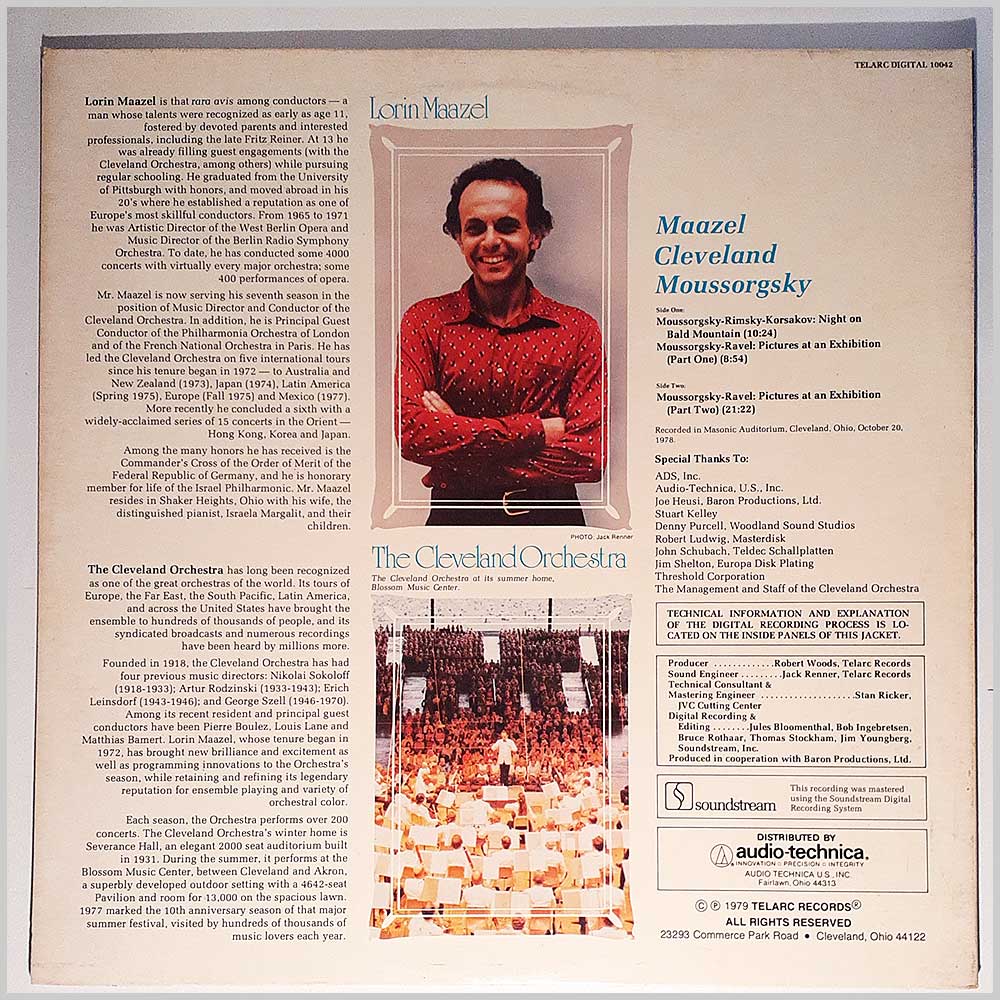 TELARC DIGITAL 10042
Lorin Maazel is that rara avis among conductors — a
man whose talents were recognized as early as age 11,
fostered by devoted parents and interested
professionals, including the late Fritz Reiner. At 13 he
was already filling guest engagements (with the
Cleveland Orchestra, among others) while pursuing
regular schooling. He graduated from the University
of Pittsburgh with honors, and moved abroad in his
20's where he established a reputation as one of
Europe's most skillful conductors. From 1965 to 1971
he was Artistic Director of the West Berlin Opera and
Music Director of the Berlin Radio Symphony
Orchestra. To date, he has conducted some 4000
concerts with virtually every major orchestra; some
400 performances of opera.
Mr. Maazel is now serving his seventh season in the
position of Music Director and Conductor of the
Cleveland Orchestra. In addition, he is Principal Guest
Conductor of the Philharmonia Orchestra of London
and of the French National Orchestra in Paris. He has
led the Cleveland Orchestra on five international tours
since his tenure began in 1972 — to Australia and
New Zealand (1973), Japan (1974), Latin America
(Spring 1975), Europe (Fall 1975) and Mexico (1977).
More recently he concluded a sixth with a
widely-acclaimed series of 15 concerts in the Orient —
Hong Kong, Korea and Japan.
Among the many honors he has received is the
Commander's Cross of the Order of Merit of the
Federal Republic of Germany, and he is honorary
member for life of the Israel Philharmonic. Mr. Maazel
resides in Shaker Heights, Ohio with his wife, the
distinguished pianist, Israela Margalit, and their
children.
The Cleveland Orchestra has long been recognized
as one of the great orchestras of the world. Its tours of
Europe, the Far East, the South Pacific, Latin America,
and across the United States have brought the
ensemble to hundreds of thousands of people, and its
syndicated broadcasts and numerous recordings
have been heard by millions more.
Founded in 1918, the Cleveland Orchestra has had
four previous music directors: Nikolai Sokoloff
(1918-1933); Artur Rodzinski (1933-1943); Erich
Leinsdorf (1943-1946); and George Szell (1946-1970).
Among its recent resident and principal guest
conductors have been Pierre Boulez, Louis Lane and
Matthias Bamert. Lorin Maazel, whose tenure began in
1972, has brought new brilliance and excitement as
well as programming innovations to the Orchestra's
season, while retaining and refining its legendary
reputation for ensemble playing and variety of
orchestral color.
Each season, the Orchestra performs over 200
concerts. The Cleveland Orchestra's winter home is
Severance Hall, an elegant 2000 seat auditorium built
in 1931. During the summer, it performs at the
Blossom Music Center, between Cleveland and Akron,
a superbly developed outdoor setting with a 4642-seat
Pavilion and room for 13,000 on the spacious lawn.
1977 marked the 10th anniversary season of that major
summer festival, visited by hundreds of thousands of
music lovers each year.
Lorin Maazel
PHOTO: Jack Renner
The Cleveland Orchestra
The Cleveland Orchestra at its summer home,
Blossom Music Center.
Maazel
Cleveland
Moussorgsky
Side One:
Moussorgsky-Rimsky-Korsakov: Night on
Bald Mountain (10:24)
Moussorgsky-Ravel: Pictures at an Exhibition
(Part One) (8:54)
Side Two:
Moussorgsky-Ravel: Pictures at an Exhibition
(Part Two) (21:22)
Recorded in Masonic Auditorium, Cleveland, Ohio, October 20,
1978.
Special Thanks To:
ADS, Inc.
Audio-Technica, U.S., Inc.
Joe Heusi, Baron Productions, Ltd.
Stuart Kelley
Denny Purcell, Woodland Sound Studios
Robert Ludwig, Masterdisk
John Schubach, Teldec Schallplatten
Jim Shelton, Europa Disk Plating
Threshold Corporation
The Management and Staff of the Cleveland Orchestra
TECHNICAL INFORMATION AND EXPLANATION
OF THE DIGITAL RECORDING PROCESS IS LO-
CATED ON THE INSIDE PANELS OF THIS JACKET.
Producer ............Robert Woods, Telarc Records
Sound Engineer .........Jack Renner, Telarc Records
Technical Consultant &
Mastering Engineer ....................Stan Ricker,
JVC Cutting Center
Digital Recording &
Editing ........Jules Bloomenthal, Bob Ingebretsen,
Bruce Rothaar, Thomas Stockham, Jim Youngberg,
Soundstream, Inc.
Produced in cooperation with Baron Productions, Ltd.
soundstream
This recording was mastered
using the Soundstream Digital
Recording System
DISTRIBUTED BY
audio-technica.
INNOVATION □ PRECISION □ INTEGRITY
AUDIO TECHNICA U.S., INC.
Fairlawn, Ohio 44313
© ℗ 1979 TELARC RECORDS®
ALL RIGHTS RESERVED
23293 Commerce Park Road • Cleveland, Ohio 44122